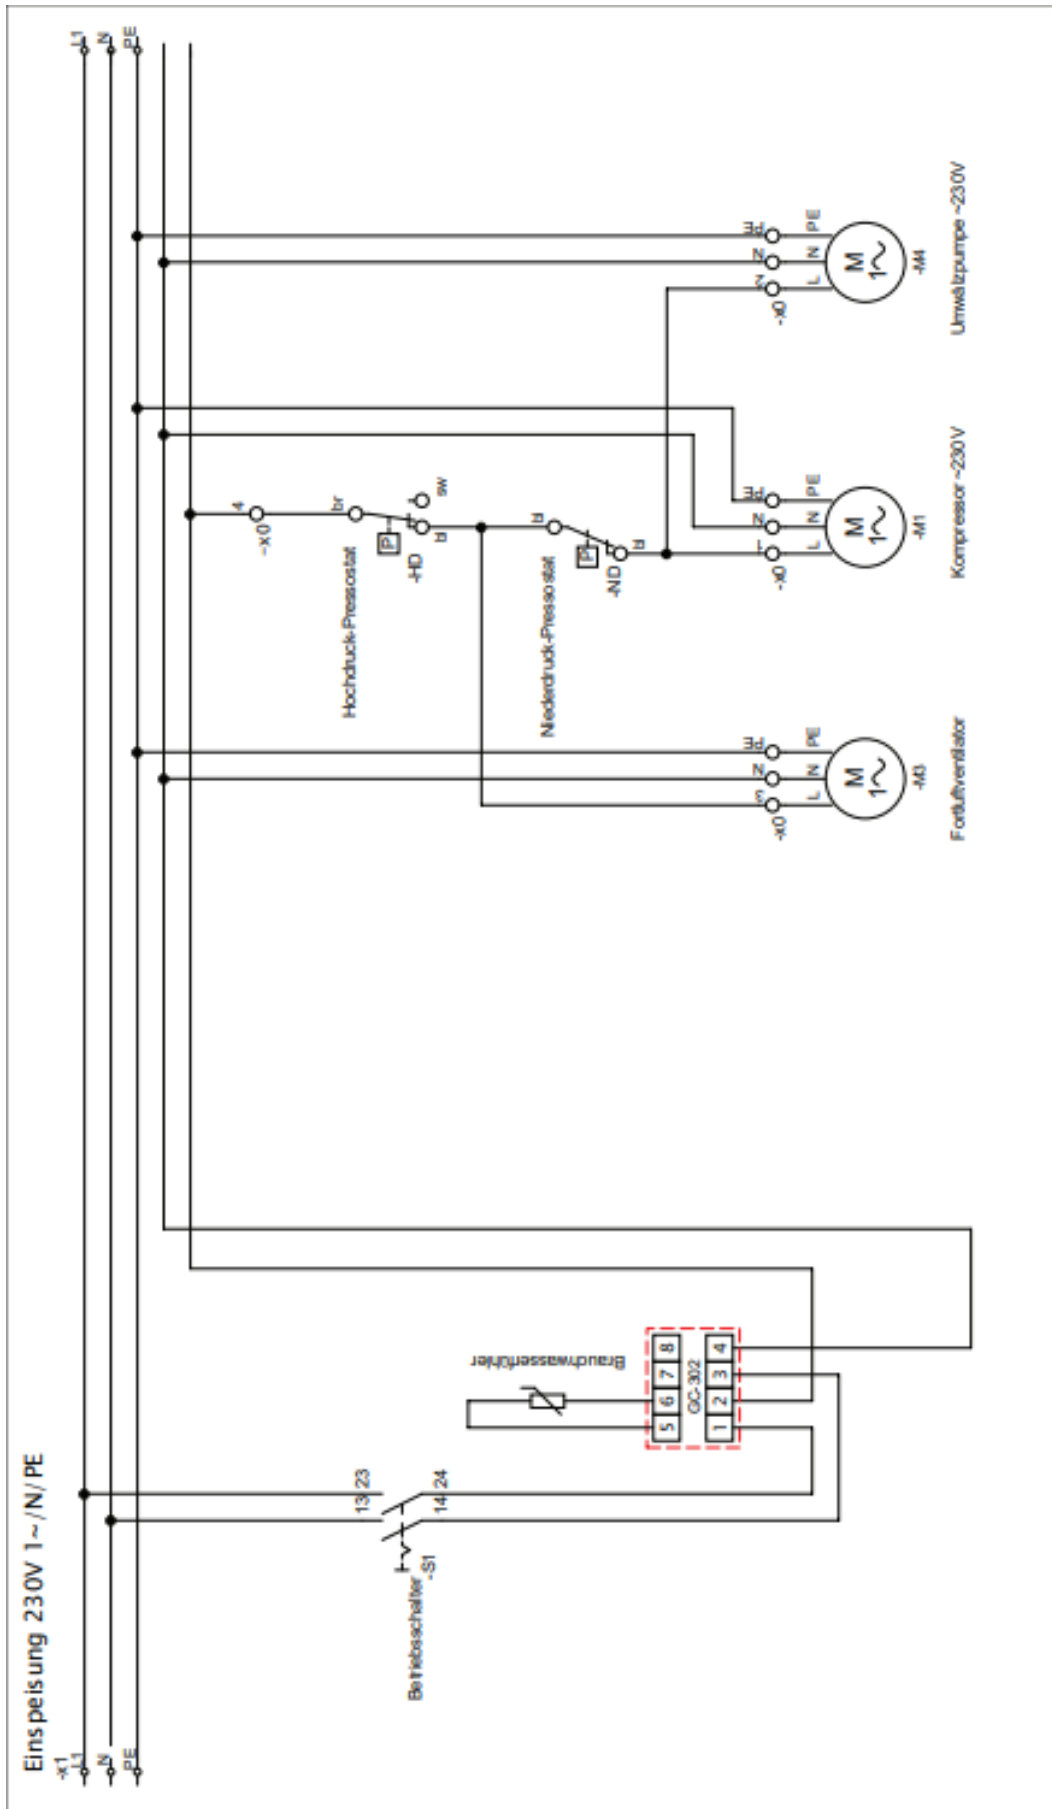 Einspeisung 230V 1~/N/PE
-x1
L1
N
PE
L1
N
PE
Betriebsschalter
-S1
13 23
14 24
Brauchwasserfühler
5 6 7 8
GC-302
1 2 3 4
-x0
4
Hochdruck-Pressostat
br
P
-HD
bl
sw
Niederdruck-Pressostat
bl
P
-ND
bl
-x0
3
N
PE
L
N
PE
M
1~
-M3
Fortluftventilator
-x0
1
N
PE
L
N
PE
M
1~
-M1
Kompressor ~230V
-x0
2
N
PE
L
N
PE
M
1~
-M4
Umwälzpumpe ~230V